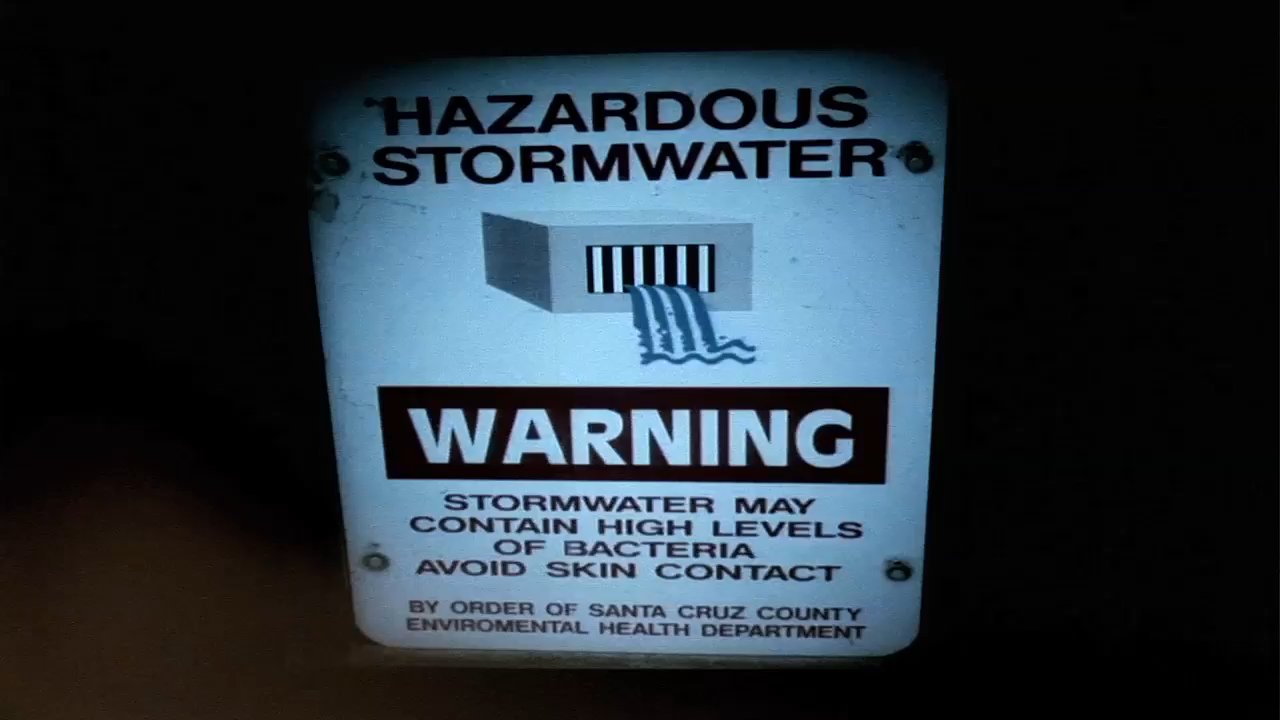 HAZARDOUS
STORMWATER
WARNING
STORMWATER MAY
CONTAIN HIGH LEVELS
OF BACTERIA
AVOID SKIN CONTACT
BY ORDER OF SANTA CRUZ COUNTY
ENVIROMENTAL HEALTH DEPARTMENT